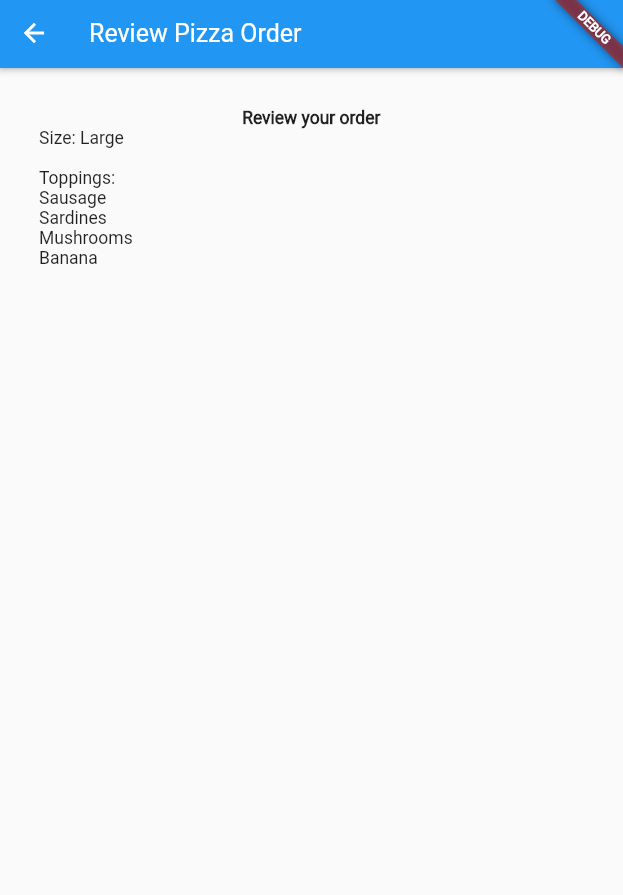 Review Pizza Order
DEBUG
Review your order
Size: Large
Toppings:
Sausage
Sardines
Mushrooms
Banana